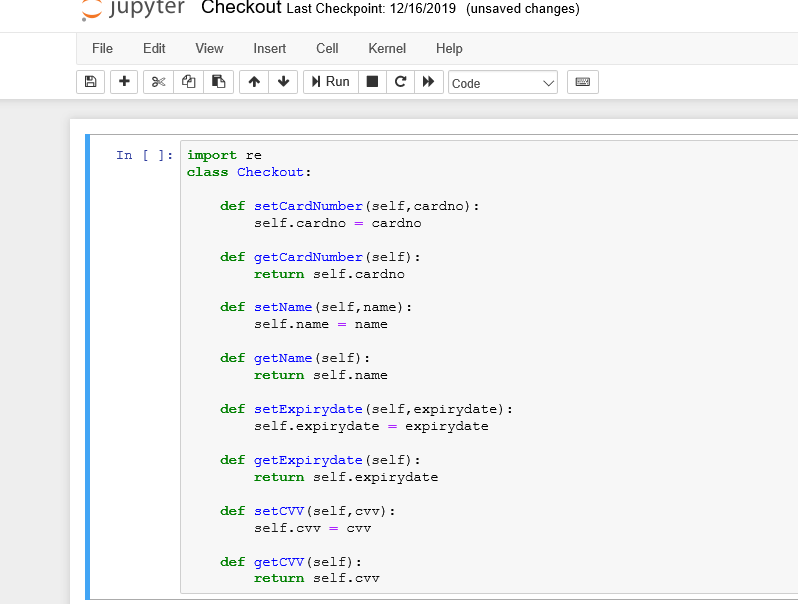 jupyter Checkout Last Checkpoint: 12/16/2019 (unsaved changes)
File Edit View Insert Cell Kernel Help
Run Code
In [ ]:
import re
class Checkout:
    def setCardNumber(self,cardno):
        self.cardno = cardno
    def getCardNumber(self):
        return self.cardno
    def setName(self,name):
        self.name = name
    def getName(self):
        return self.name
    def setExpirydate(self,expirydate):
        self.expirydate = expirydate
    def getExpirydate(self):
        return self.expirydate
    def setCVV(self,cvv):
        self.cvv = cvv
    def getCVV(self):
        return self.cvv